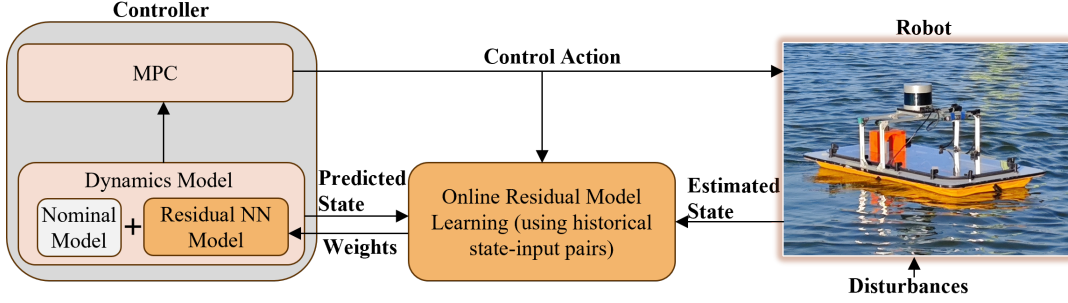 Controller
MPC
Control Action
Robot
Dynamics Model
Nominal
Model
+
Residual NN
Model
Predicted
State
Weights
Online Residual Model
Learning (using historical
state-input pairs)
Estimated
State
Disturbances